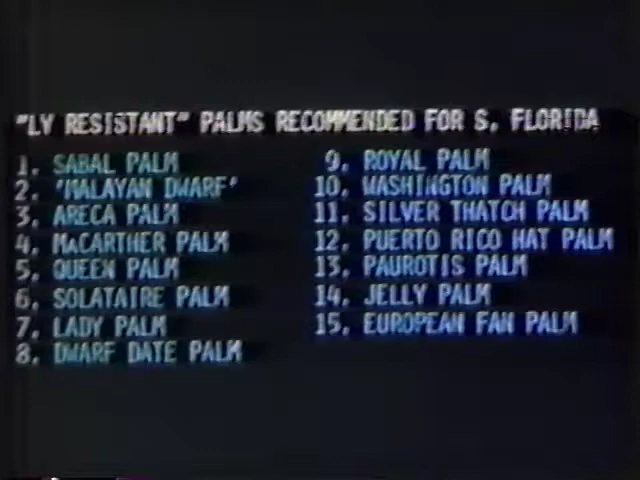 "LY RESISTANT" PALMS RECOMMENDED FOR S. FLORIDA
1. SABAL PALM
2. 'MALAYAN DWARF'
3. ARECA PALM
4. McCARTHER PALM
5. QUEEN PALM
6. SOLATAIRE PALM
7. LADY PALM
8. DWARF DATE PALM
9. ROYAL PALM
10. WASHINGTON PALM
11. SILVER THATCH PALM
12. PUERTO RICO HAT PALM
13. PAUROTIS PALM
14. JELLY PALM
15. EUROPEAN FAN PALM